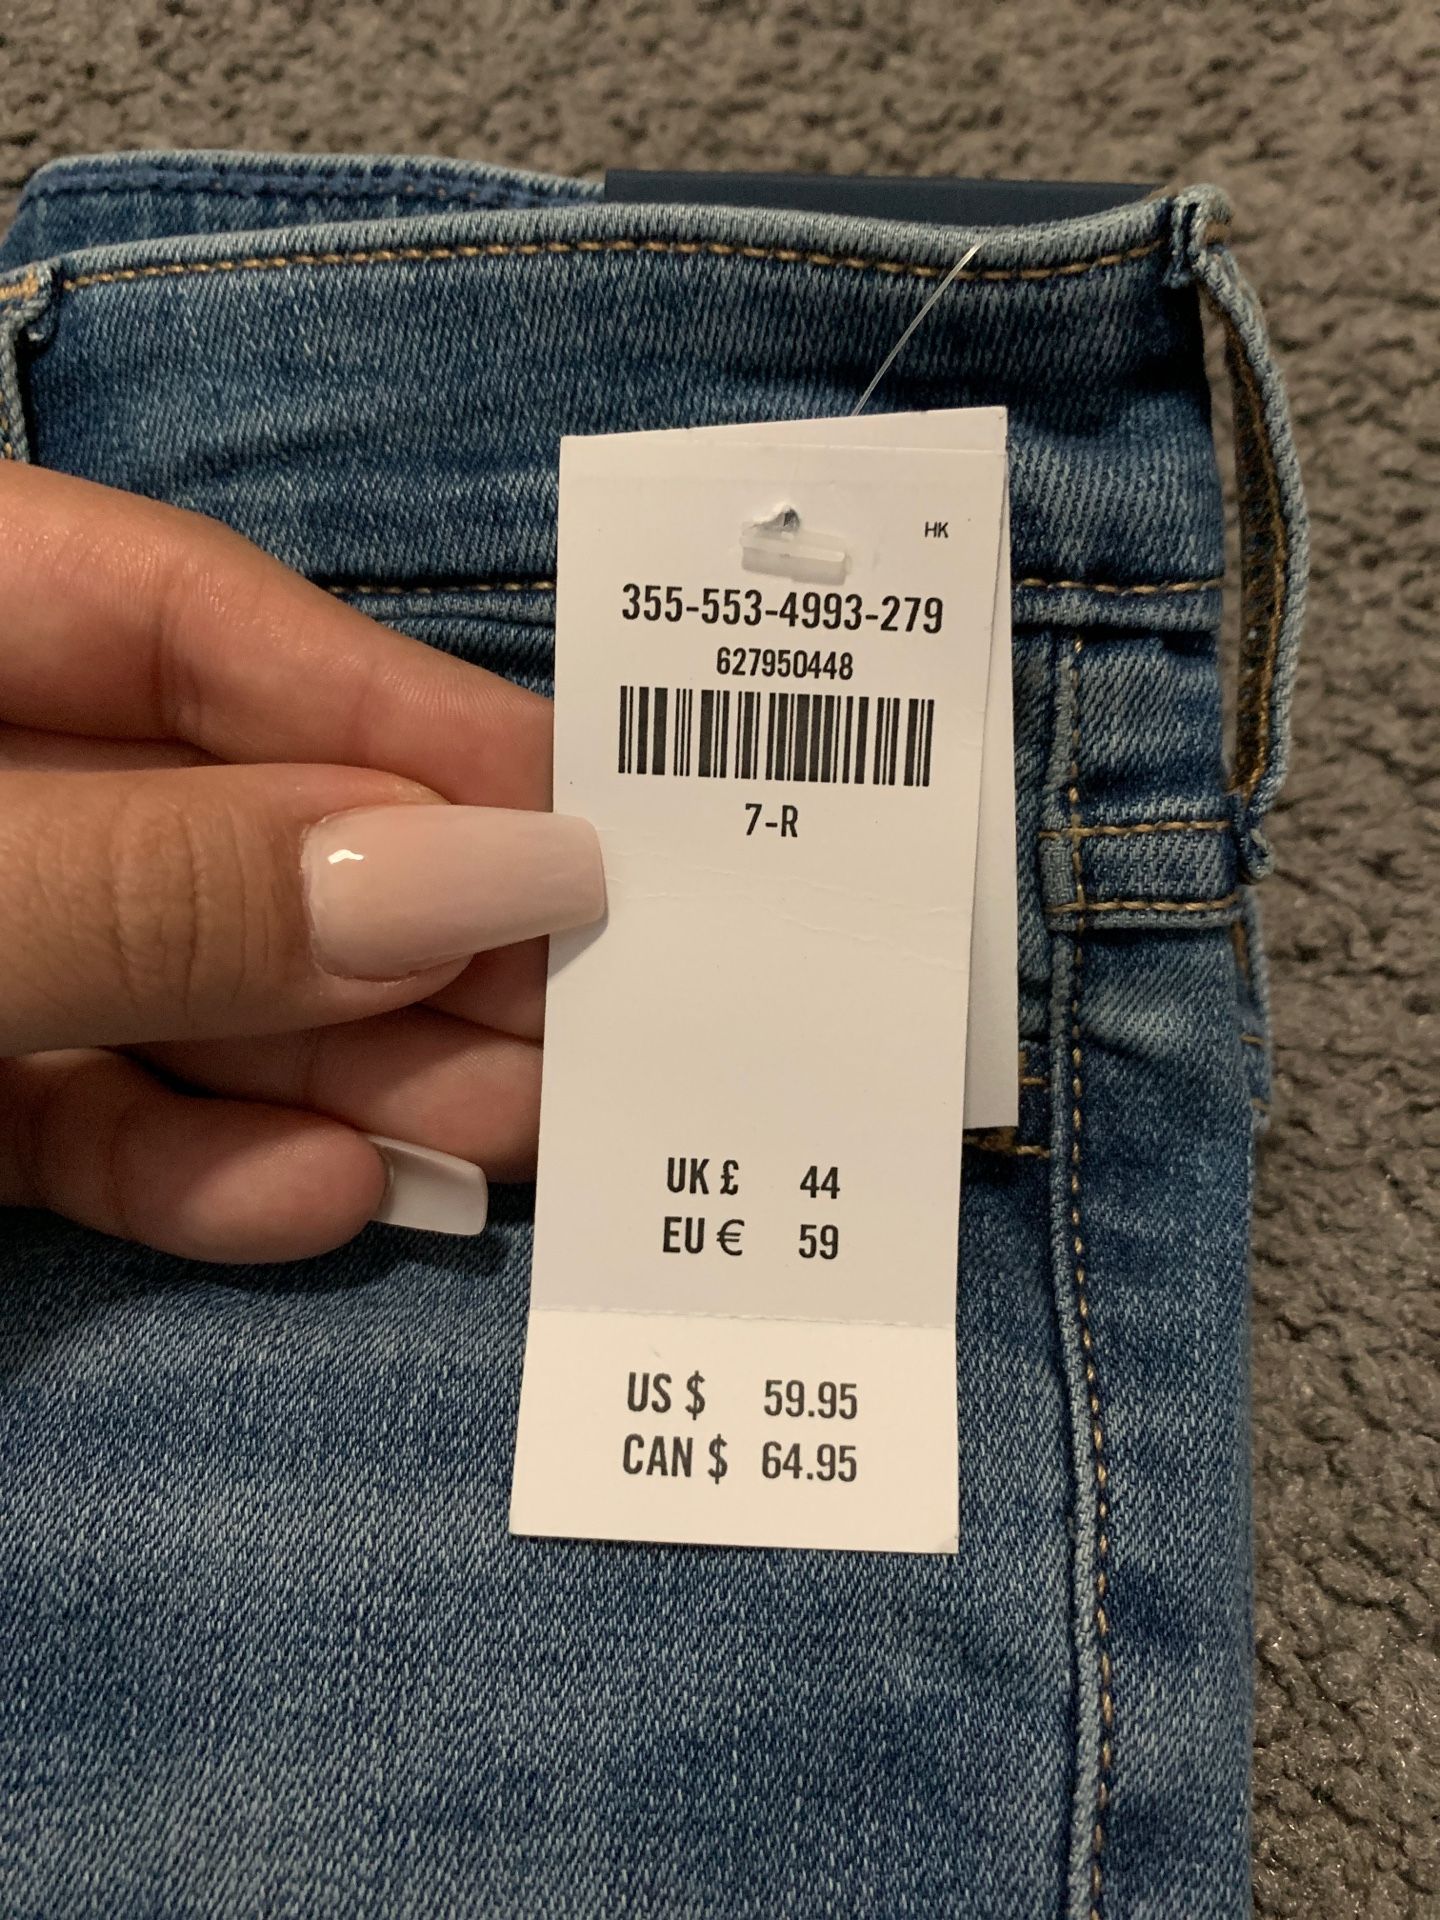 HK
355-553-4993-279
627950448
7-R
UK £ 44
EU € 59
US $ 59.95
CAN $ 64.95